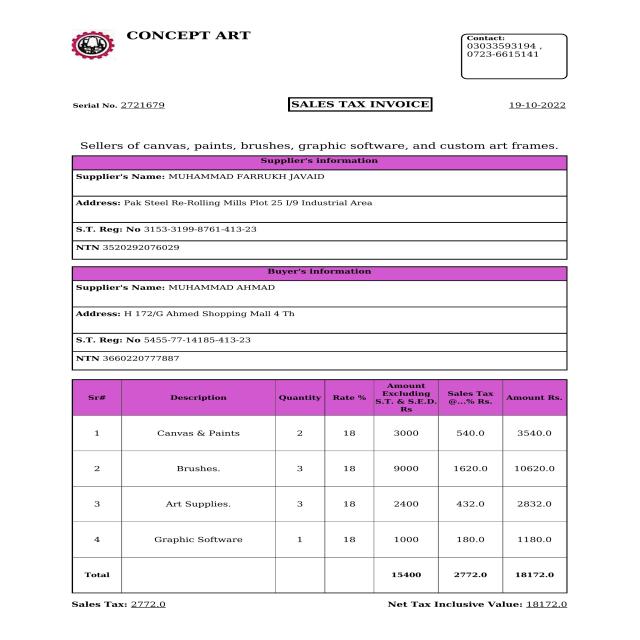 CONCEPT ART
Contact:
03033593194 ,
0723-6615141
Serial No. 2721679 SALES TAX INVOICE 19-10-2022
Sellers of canvas, paints, brushes, graphic software, and custom art frames.
Supplier's information
Supplier's Name: MUHAMMAD FARRUKH JAVAID
Address: Pak Steel Re-Rolling Mills Plot 25 I/9 Industrial Area
S.T. Reg: No 3153-3199-8761-413-23
NTN 3520292076029
Buyer's information
Supplier's Name: MUHAMMAD AHMAD
Address: H 172/G Ahmed Shopping Mall 4 Th
S.T. Reg: No 5455-77-14185-413-23
NTN 3660220777887
Sr# Description Quantity Rate % Amount Excluding S.T. & S.E.D. Rs Sales Tax @...% Rs. Amount Rs.
1 Canvas & Paints 2 18 3000 540.0 3540.0
2 Brushes. 3 18 9000 1620.0 10620.0
3 Art Supplies. 3 18 2400 432.0 2832.0
4 Graphic Software 1 18 1000 180.0 1180.0
Total 15400 2772.0 18172.0
Sales Tax: 2772.0 Net Tax Inclusive Value: 18172.0